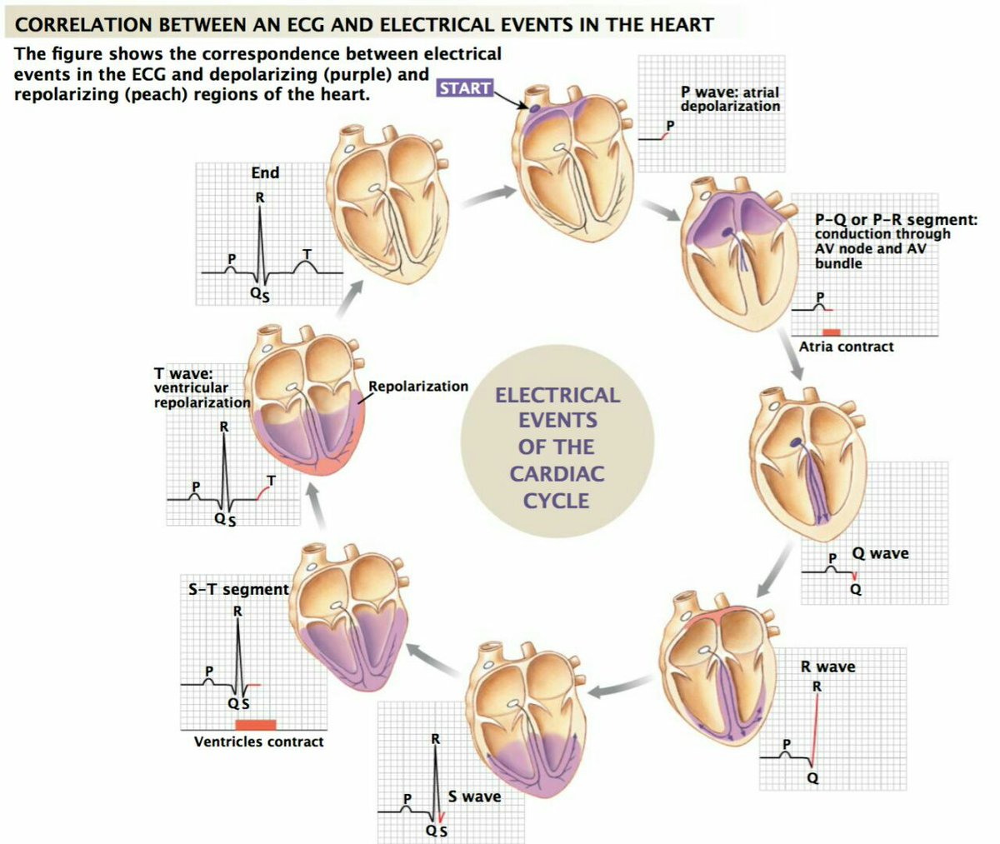 CORRELATION BETWEEN AN ECG AND ELECTRICAL EVENTS IN THE HEART
The figure shows the correspondence between electrical
events in the ECG and depolarizing (purple) and
repolarizing (peach) regions of the heart.
START
P wave: atrial
depolarization
P
P–Q or P–R segment:
conduction through
AV node and AV
bundle
P
Atria contract
Q wave
P
Q
R wave
R
P
Q
S wave
R
P
Q S
S–T segment
R
P
Q S
Ventricles contract
T wave:
ventricular
repolarization
Repolarization
R
P
T
Q S
End
R
P
T
Q S
ELECTRICAL
EVENTS
OF THE
CARDIAC
CYCLE